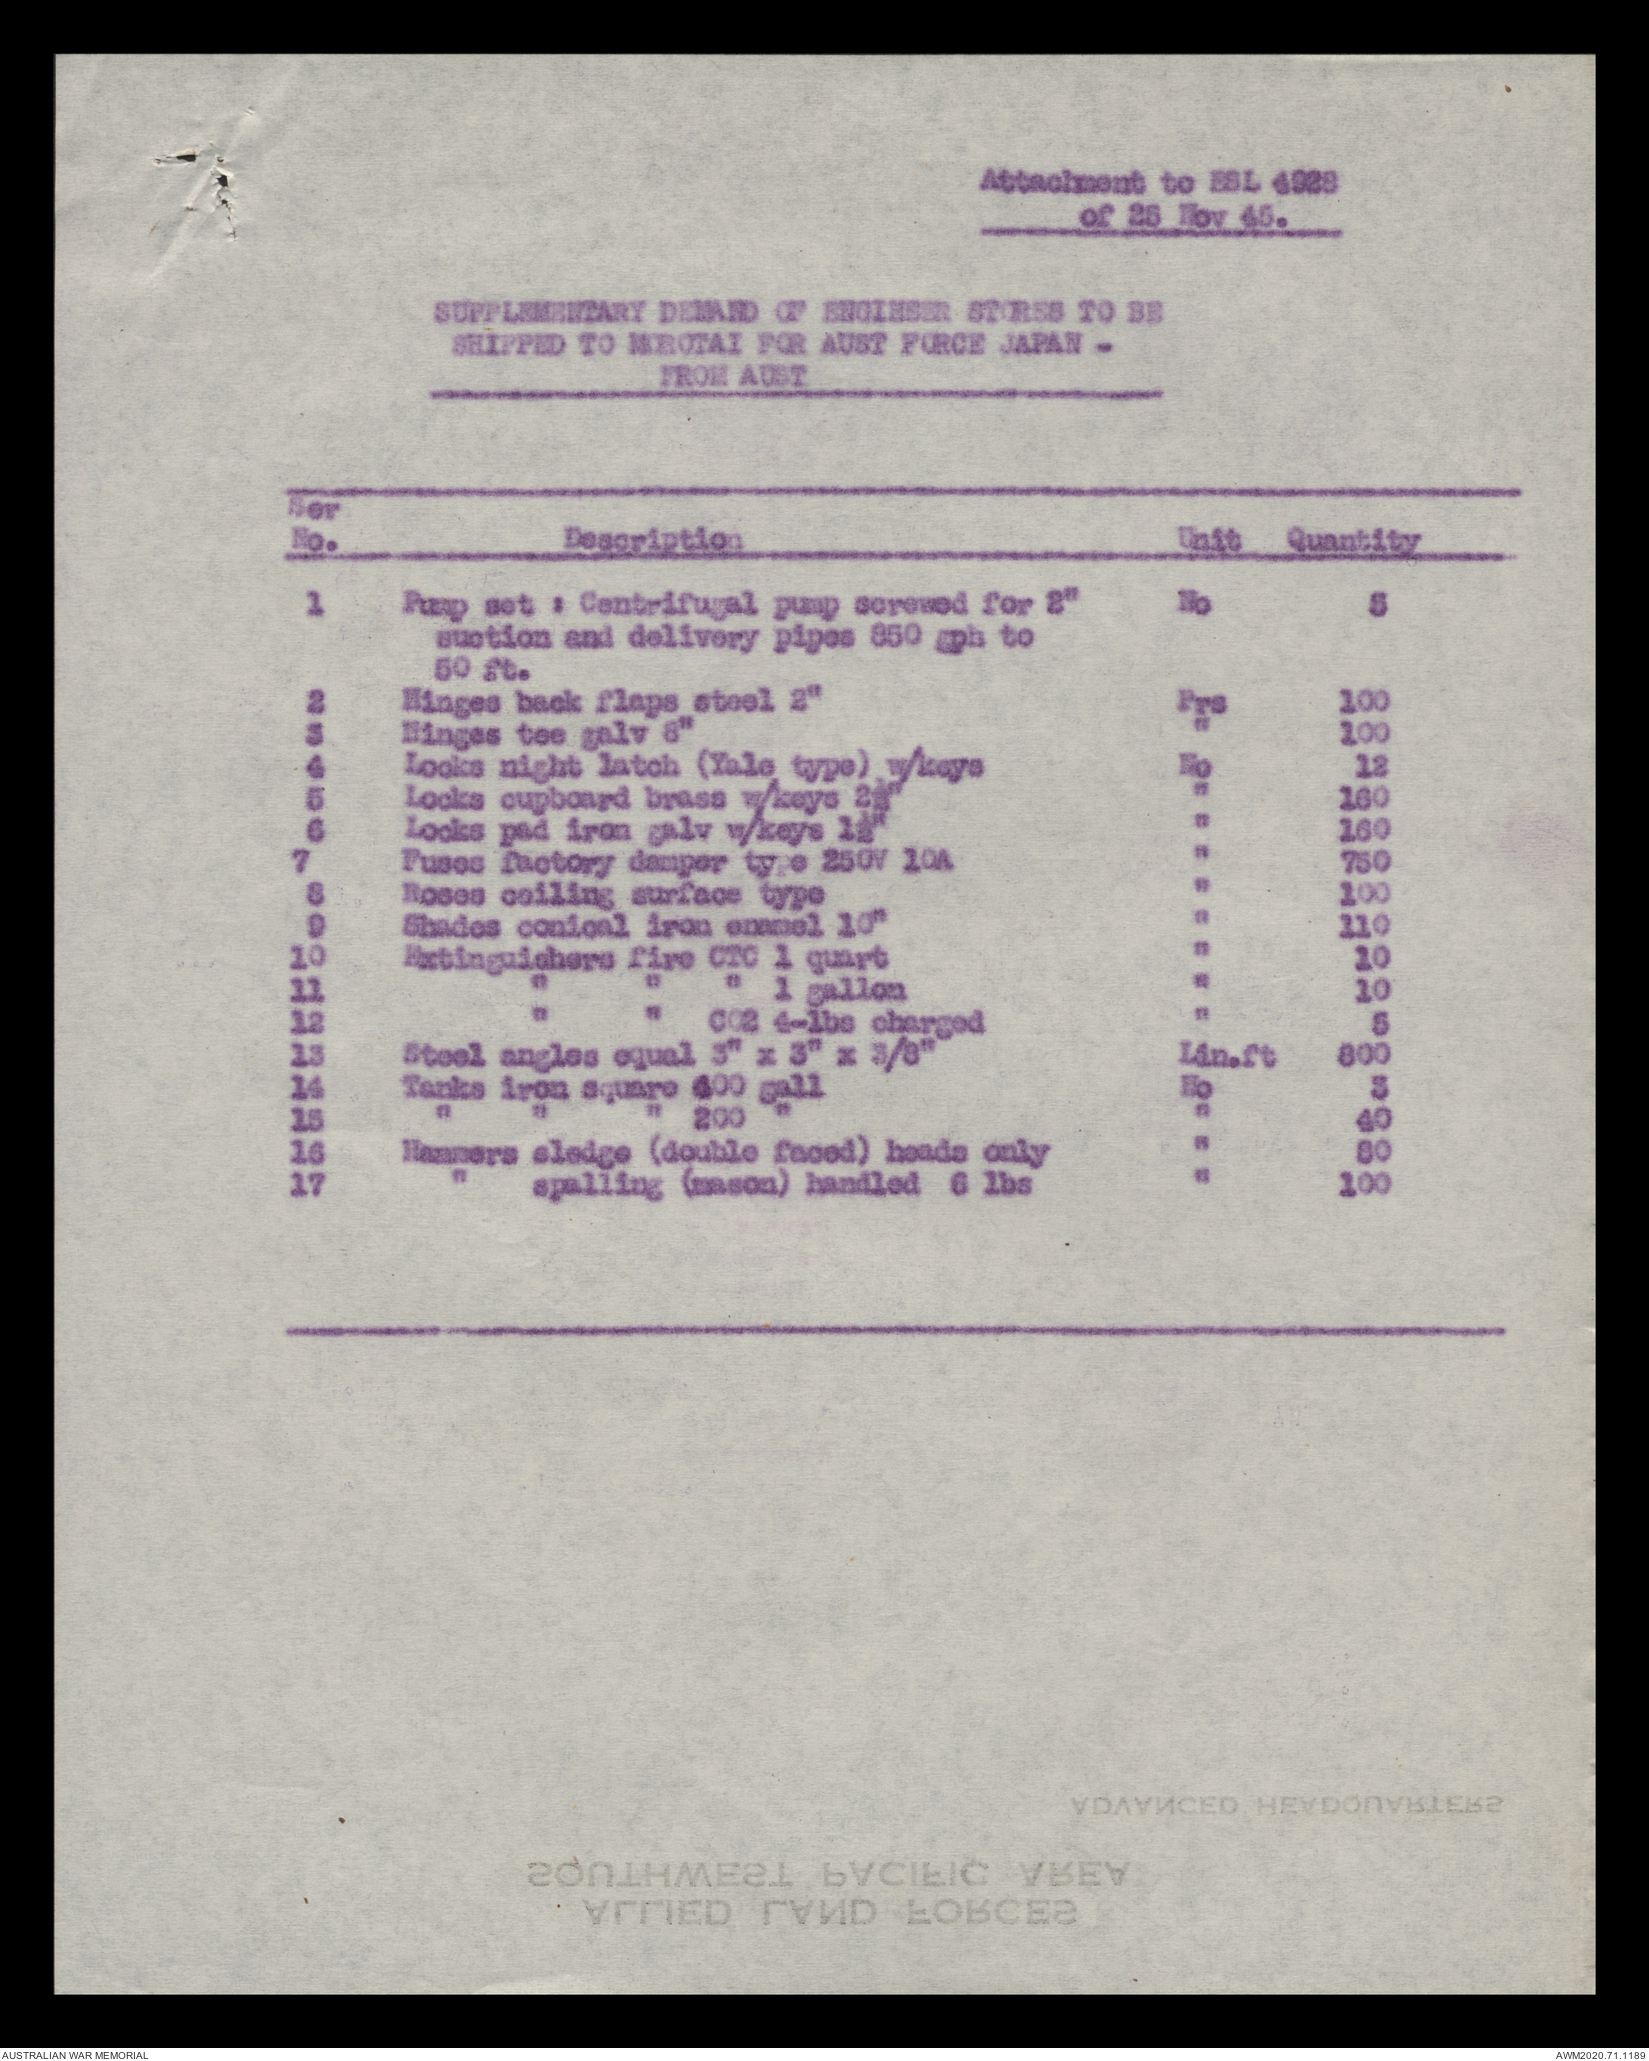 Attachment to ESL 4928
of 25 Nov 45.
SUPPLEMENTARY DEMAND OF ENGINEER STORES TO BE
SHIPPED TO MOROTAI FOR AUST FORCE JAPAN -
FROM AUST
Ser
No. Description Unit Quantity
1 Pump set : Centrifugal pump screwed for 2" No 5
suction and delivery pipes 850 gph to
50 ft.
2 Hinges back flaps steel 2" Prs 100
3 Hinges tee galv 8" " 100
4 Locks night latch (Yale type) w/keys No 12
5 Locks cupboard brass w/keys 2½" " 160
6 Locks pad iron galv w/keys 1½" " 160
7 Fuses factory damper type 250V 10A " 750
8 Roses ceiling surface type " 100
9 Shades conical iron enamel 10" " 110
10 Extinguishers fire CTC 1 quart " 10
11 " " " 1 gallon " 10
12 " " CO2 4-lbs charged " 5
13 Steel angles equal 3" x 3" x 3/8" Lin.ft 800
14 Tanks iron square 400 gall No 3
15 " " " 200 " " 40
16 Hammers sledge (double faced) heads only " 80
17 " spalling (mason) handled 6 lbs " 100
ADVANCED HEADQUARTERS
SOUTHWEST PACIFIC AREA
ALLIED LAND FORCES
AUSTRALIAN WAR MEMORIAL AWM2020.71.1189